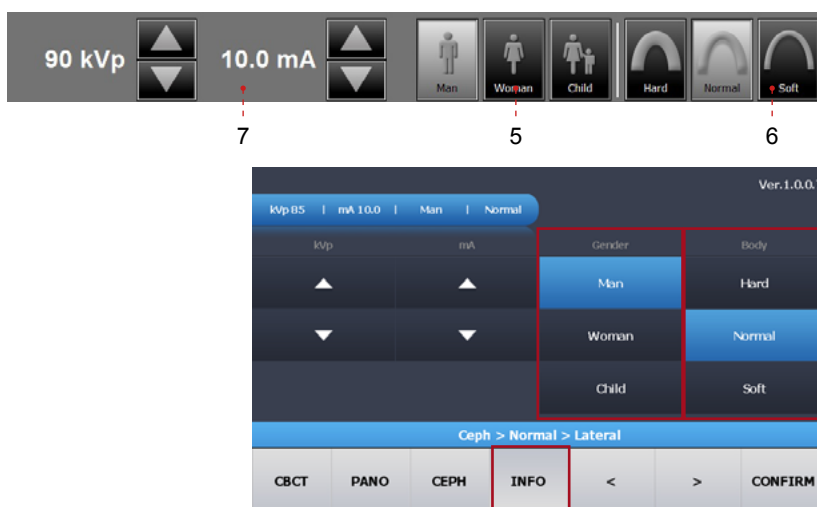 90 kVp 10.0 mA
Man Woman Child Hard Normal Soft
7 5 6
Ver.1.0.0.
kVp 85 | mA 10.0 | Man | Normal
kVp mA Gender Body
Man Hard
Woman Normal
Child Soft
Ceph > Normal > Lateral
CBCT PANO CEPH INFO < > CONFIRM